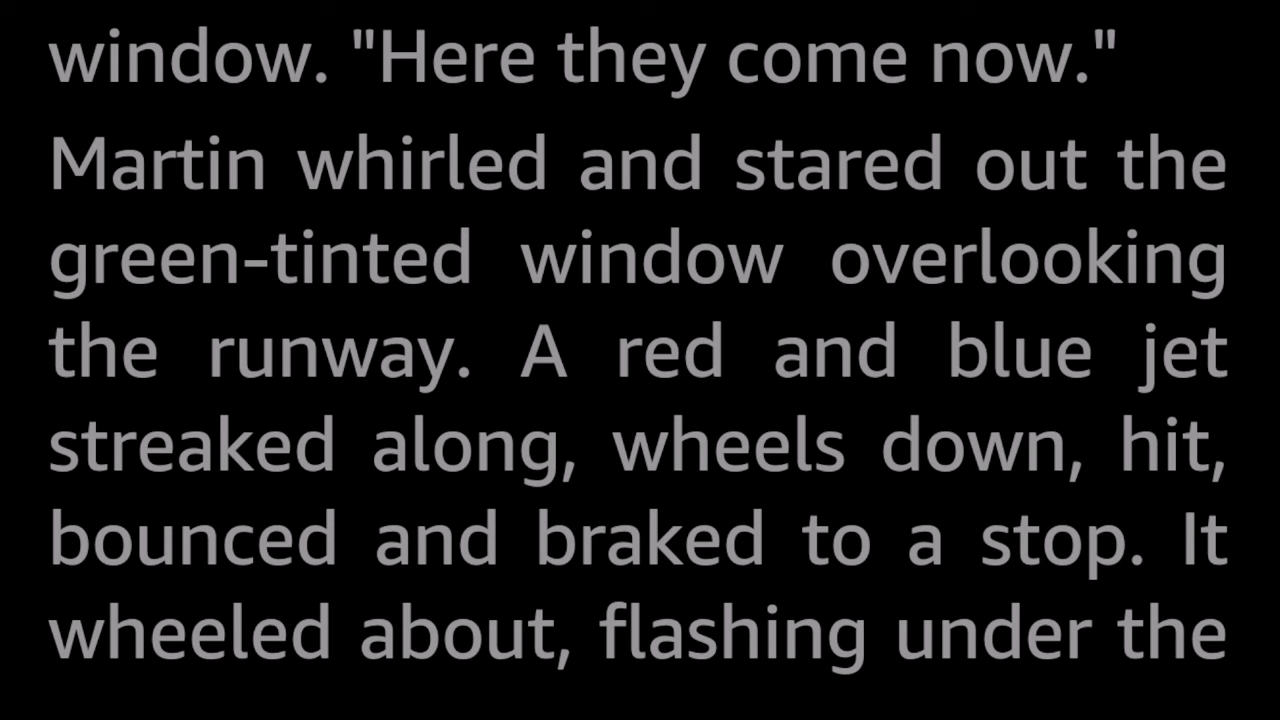 window. "Here they come now."
Martin whirled and stared out the
green-tinted window overlooking
the runway. A red and blue jet
streaked along, wheels down, hit,
bounced and braked to a stop. It
wheeled about, flashing under the